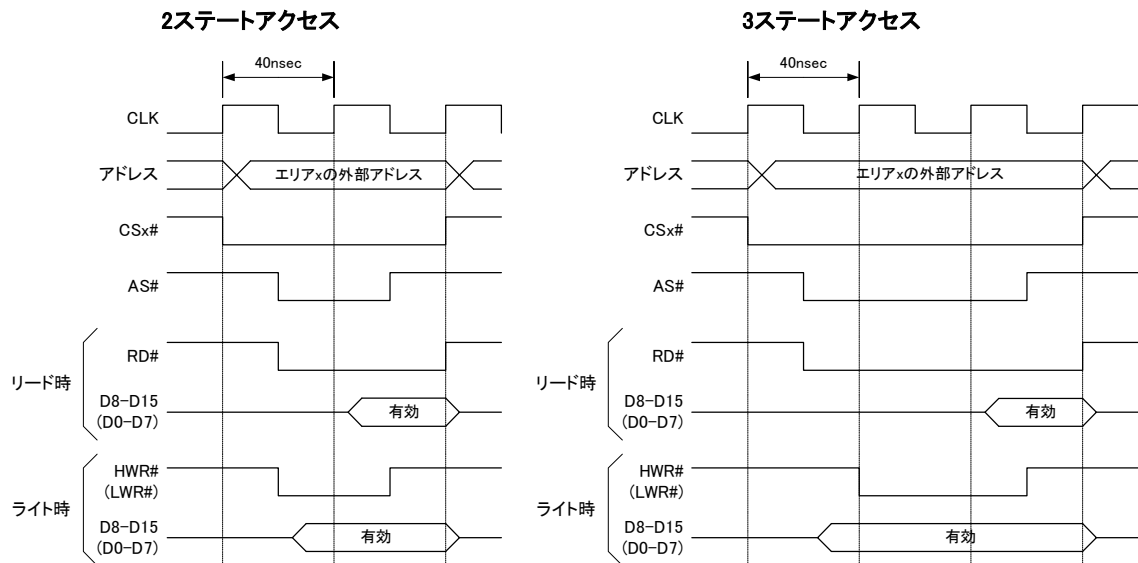 2ステートアクセス
40nsec
CLK
アドレス
エリアxの外部アドレス
CSx#
AS#
リード時
RD#
D8-D15
(D0-D7)
有効
ライト時
HWR#
(LWR#)
D8-D15
(D0-D7)
有効
3ステートアクセス
40nsec
CLK
アドレス
エリアxの外部アドレス
CSx#
AS#
リード時
RD#
D8-D15
(D0-D7)
有効
ライト時
HWR#
(LWR#)
D8-D15
(D0-D7)
有効